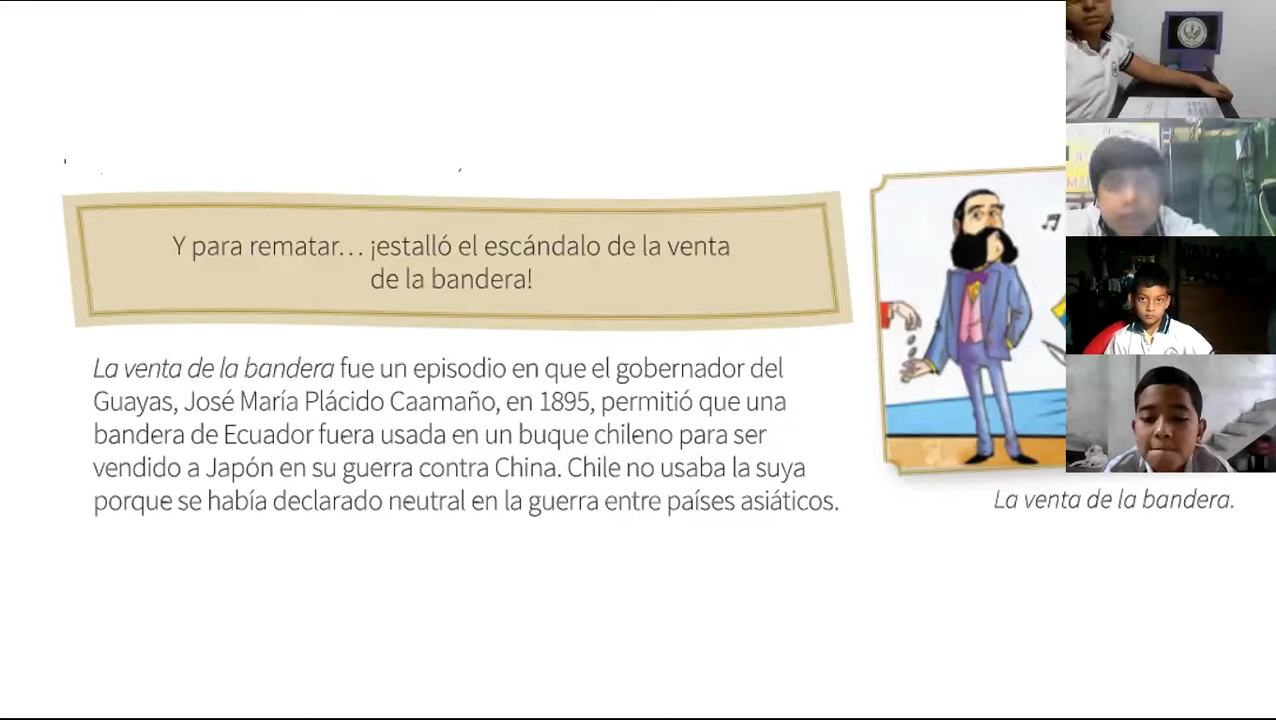 Y para rematar… ¡estalló el escándalo de la venta
de la bandera!
La venta de la bandera fue un episodio en que el gobernador del
Guayas, José María Plácido Caamaño, en 1895, permitió que una
bandera de Ecuador fuera usada en un buque chileno para ser
vendido a Japón en su guerra contra China. Chile no usaba la suya
porque se había declarado neutral en la guerra entre países asiáticos.
La venta de la bandera.